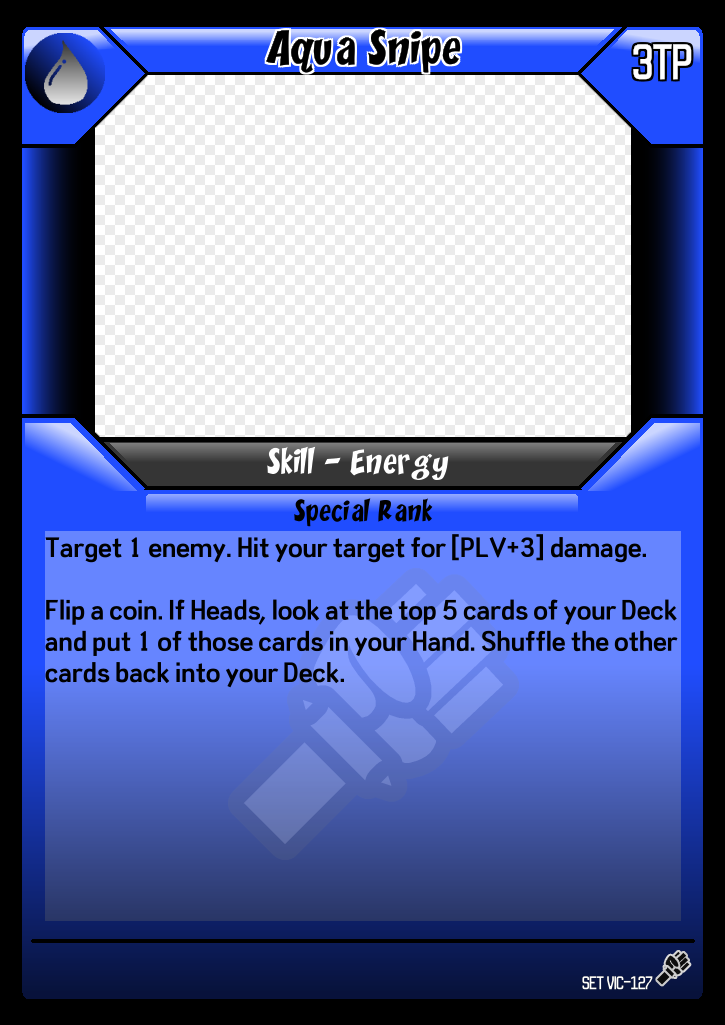 Aqua Snipe
3TP
Skill - Energy
Special Rank
Target 1 enemy. Hit your target for [PLV+3] damage.
Flip a coin. If Heads, look at the top 5 cards of your Deck
and put 1 of those cards in your Hand. Shuffle the other
cards back into your Deck.
SET VIC-127